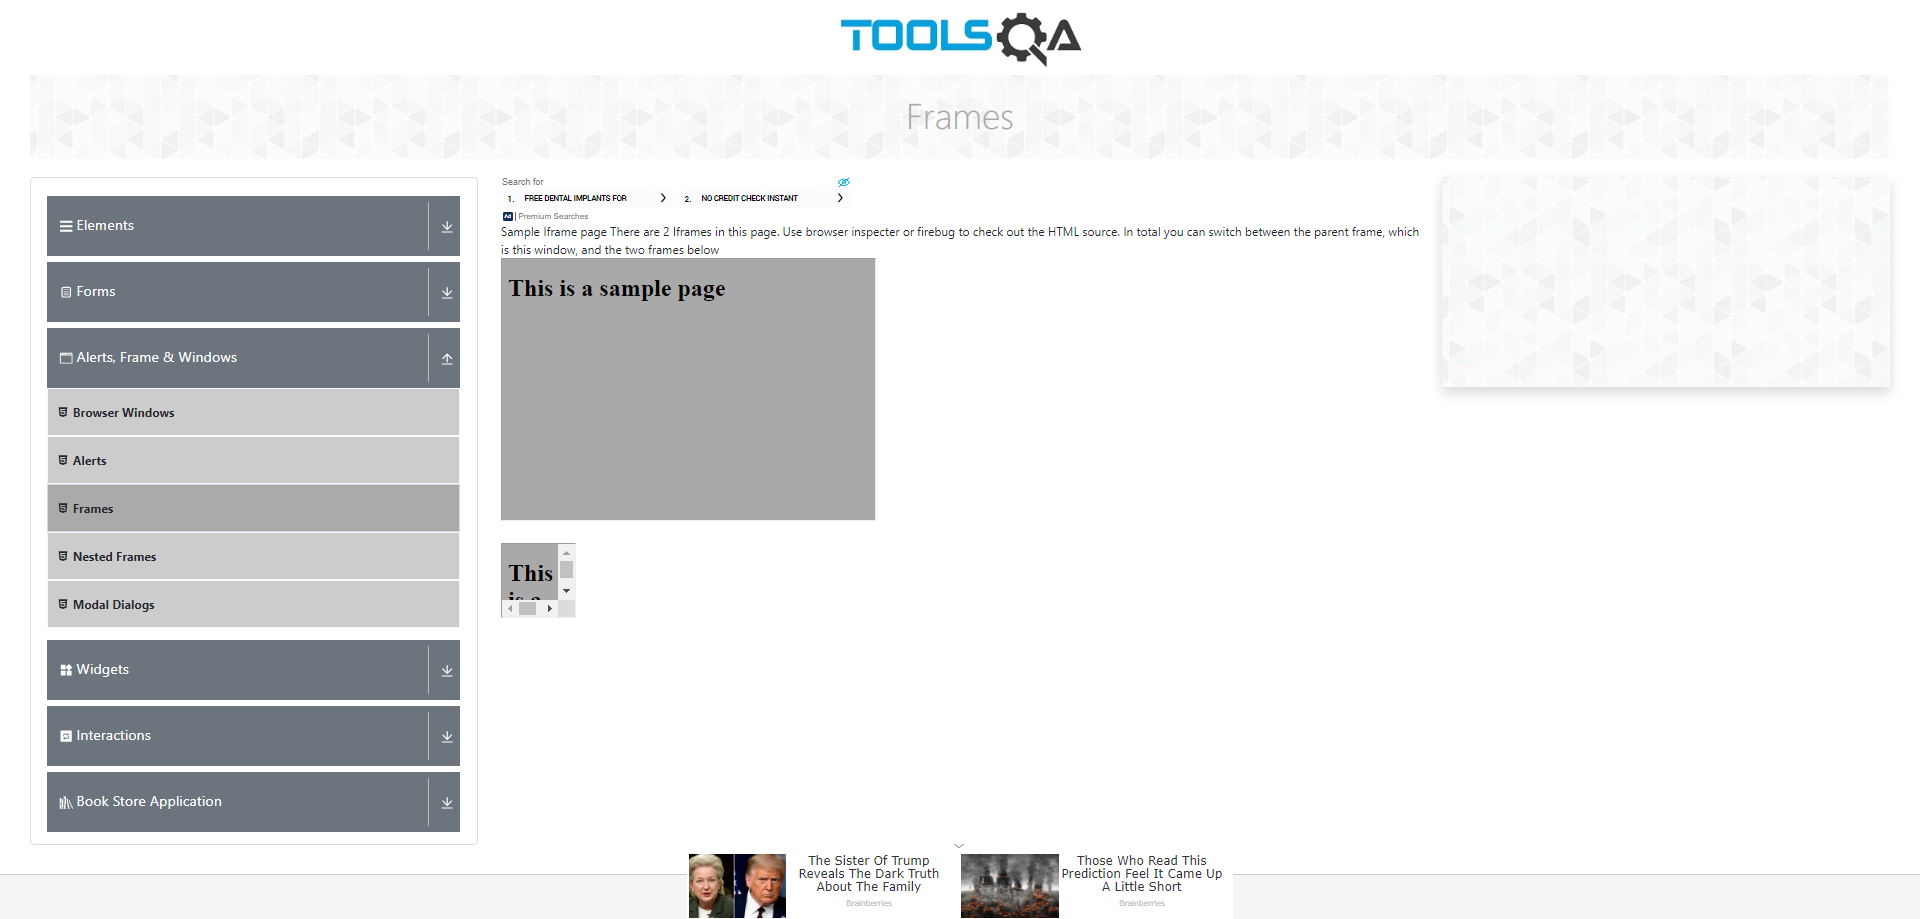 TOOLSQA
Frames
Elements
Forms
Alerts, Frame & Windows
Browser Windows
Alerts
Frames
Nested Frames
Modal Dialogs
Widgets
Interactions
Book Store Application
Search for
1. FREE DENTAL IMPLANTS FOR
2. NO CREDIT CHECK INSTANT
Ad | Premium Searches
Sample Iframe page There are 2 Iframes in this page. Use browser inspecter or firebug to check out the HTML source. In total you can switch between the parent frame, which
is this window, and the two frames below
This is a sample page
This
is a
The Sister Of Trump
Reveals The Dark Truth
About The Family
Brainberries
Those Who Read This
Prediction Feel It Came Up
A Little Short
Brainberries